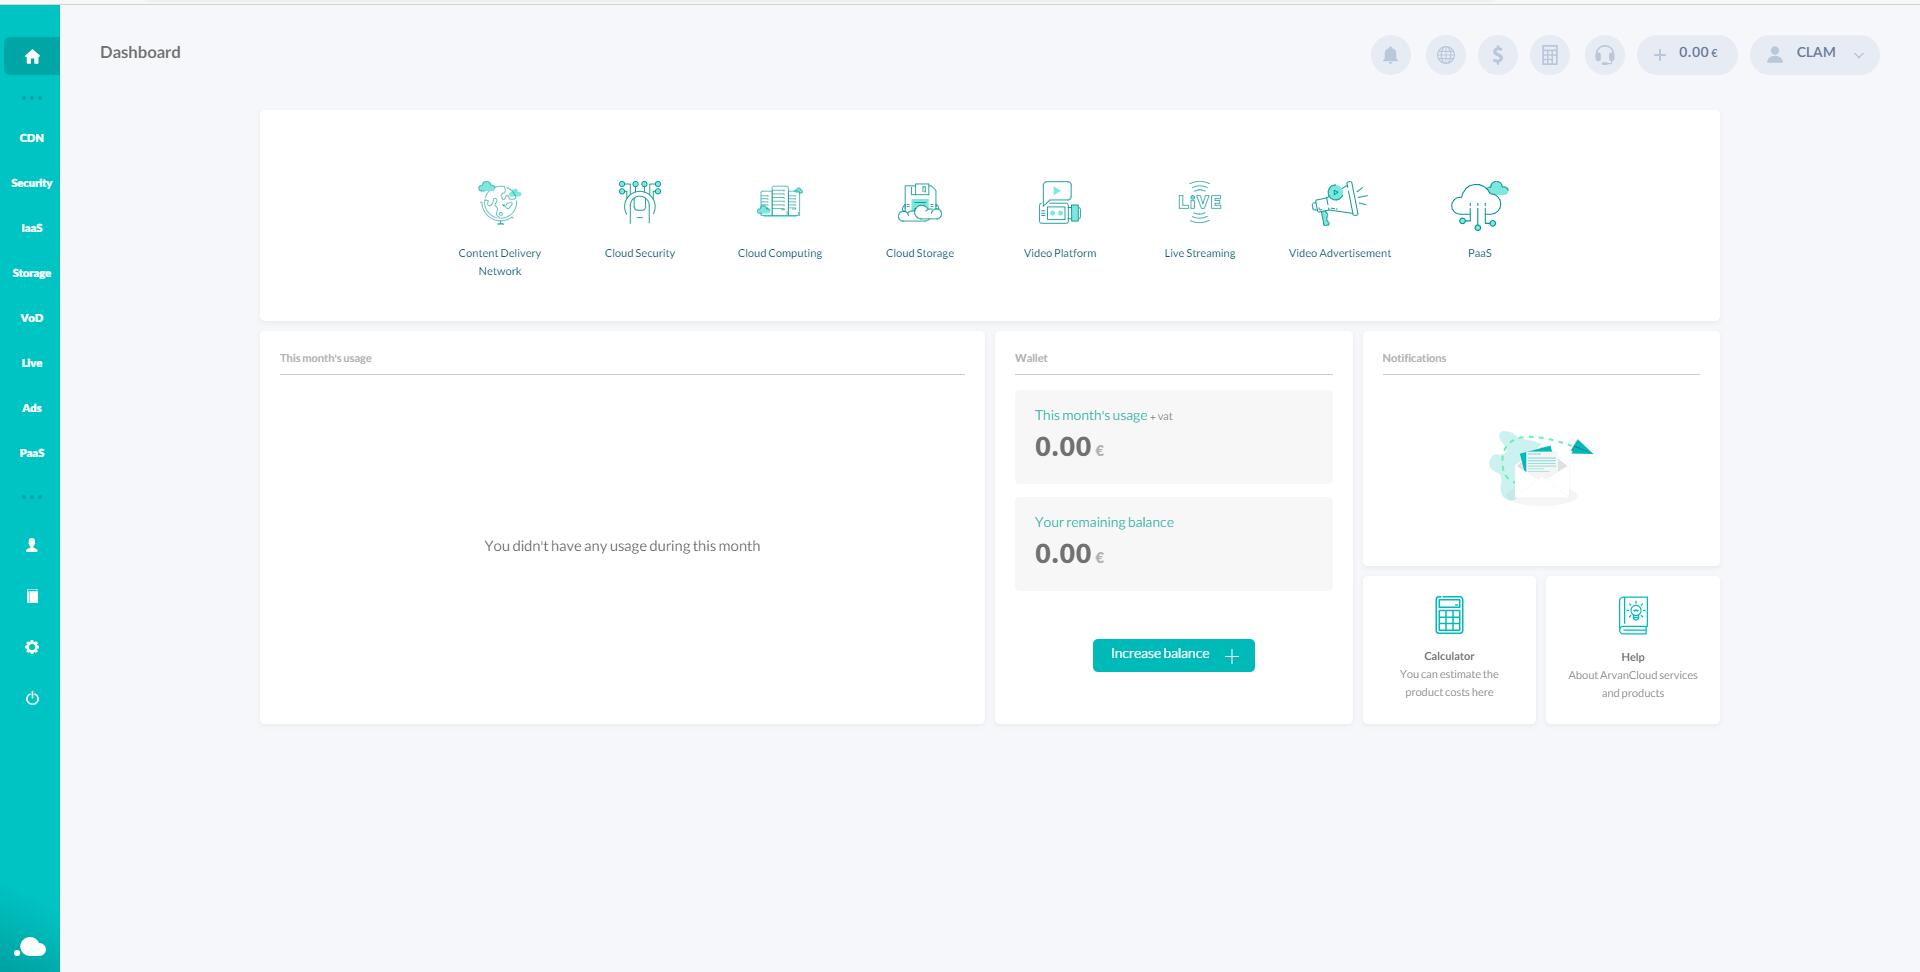 Dashboard
0.00 €
CLAM
CDN
Security
IaaS
Storage
VoD
Live
Ads
PaaS
Content Delivery
Network
Cloud Security
Cloud Computing
Cloud Storage
Video Platform
LIVE
Live Streaming
Video Advertisement
PaaS
This month's usage
You didn't have any usage during this month
Wallet
This month's usage + vat
0.00 €
Your remaining balance
0.00 €
Increase balance
Notifications
Calculator
You can estimate the
product costs here
Help
About ArvanCloud services
and products